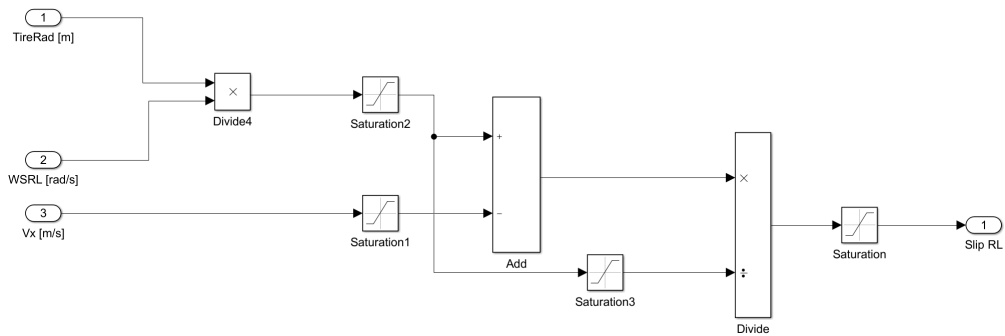 1
TireRad [m]
×
Divide4
Saturation2
2
WSRL [rad/s]
3
Vx [m/s]
Saturation1
+
−
Add
Saturation3
×
÷
Divide
Saturation
1
Slip RL